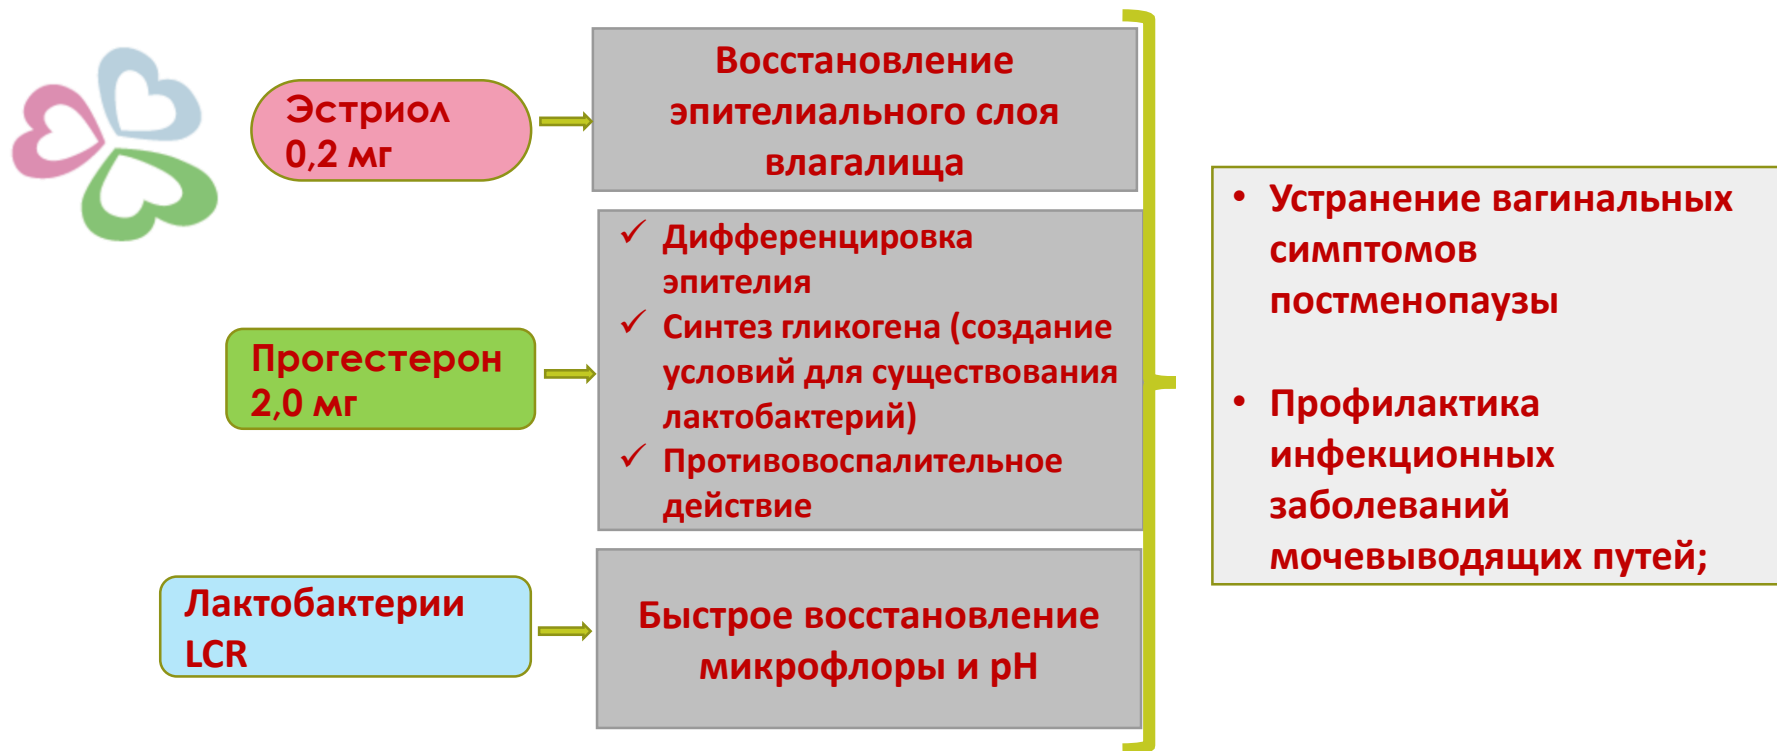 Эстриол
0,2 мг
Восстановление
эпителиального слоя
влагалища
Прогестерон
2,0 мг
✓ Дифференцировка
эпителия
✓ Синтез гликогена (создание
условий для существования
лактобактерий)
✓ Противовоспалительное
действие
Лактобактерии
LCR
Быстрое восстановление
микрофлоры и pH
• Устранение вагинальных
симптомов
постменопаузы
• Профилактика
инфекционных
заболеваний
мочевыводящих путей;